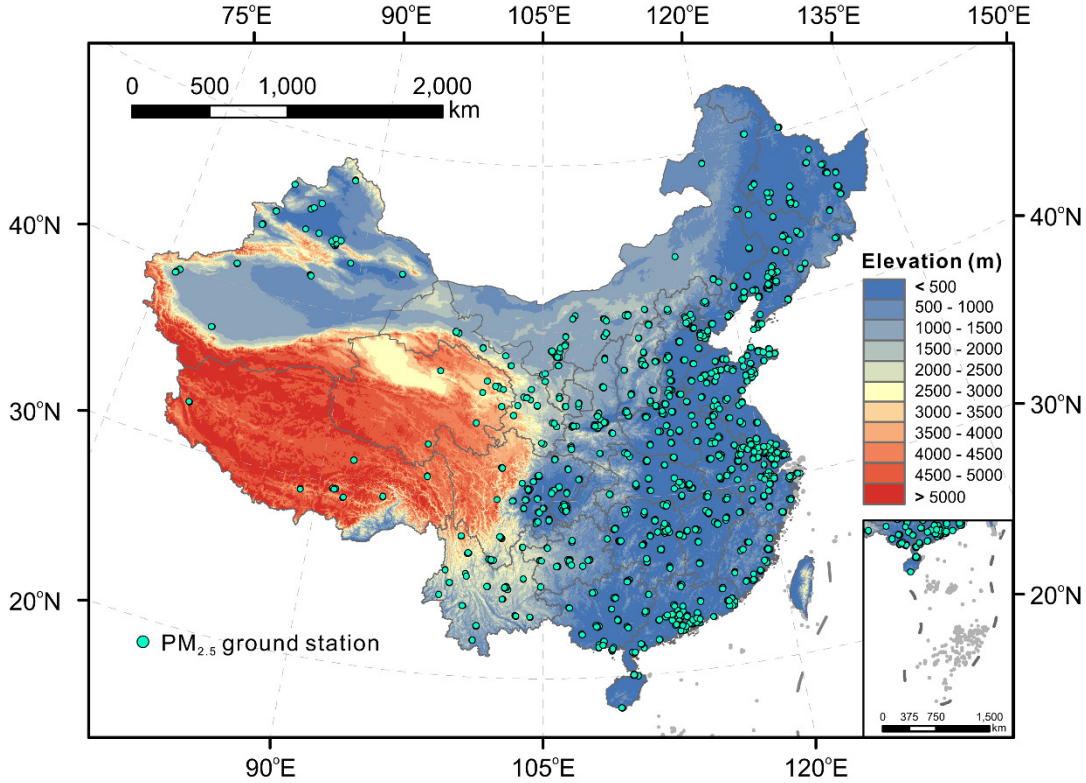 75°E 90°E 105°E 120°E 135°E 150°E
0 500 1,000 2,000
km
40°N
40°N
30°N
30°N
20°N
20°N
Elevation (m)
< 500
500 - 1000
1000 - 1500
1500 - 2000
2000 - 2500
2500 - 3000
3000 - 3500
3500 - 4000
4000 - 4500
4500 - 5000
> 5000
PM2.5 ground station
0 375 750 1,500
km
90°E 105°E 120°E